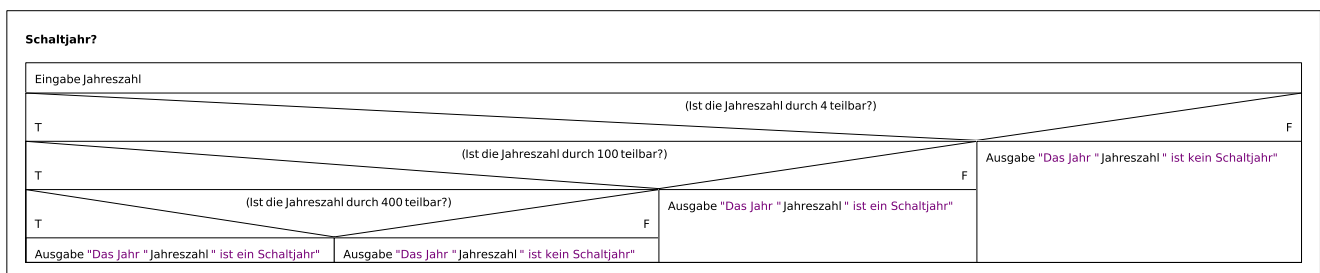 Schaltjahr?
Eingabe Jahreszahl
(Ist die Jahreszahl durch 4 teilbar?)
T
F
(Ist die Jahreszahl durch 100 teilbar?)
T
F
Ausgabe "Das Jahr " Jahreszahl " ist kein Schaltjahr"
(Ist die Jahreszahl durch 400 teilbar?)
T
F
Ausgabe "Das Jahr " Jahreszahl " ist ein Schaltjahr"
Ausgabe "Das Jahr " Jahreszahl " ist ein Schaltjahr"
Ausgabe "Das Jahr " Jahreszahl " ist kein Schaltjahr"